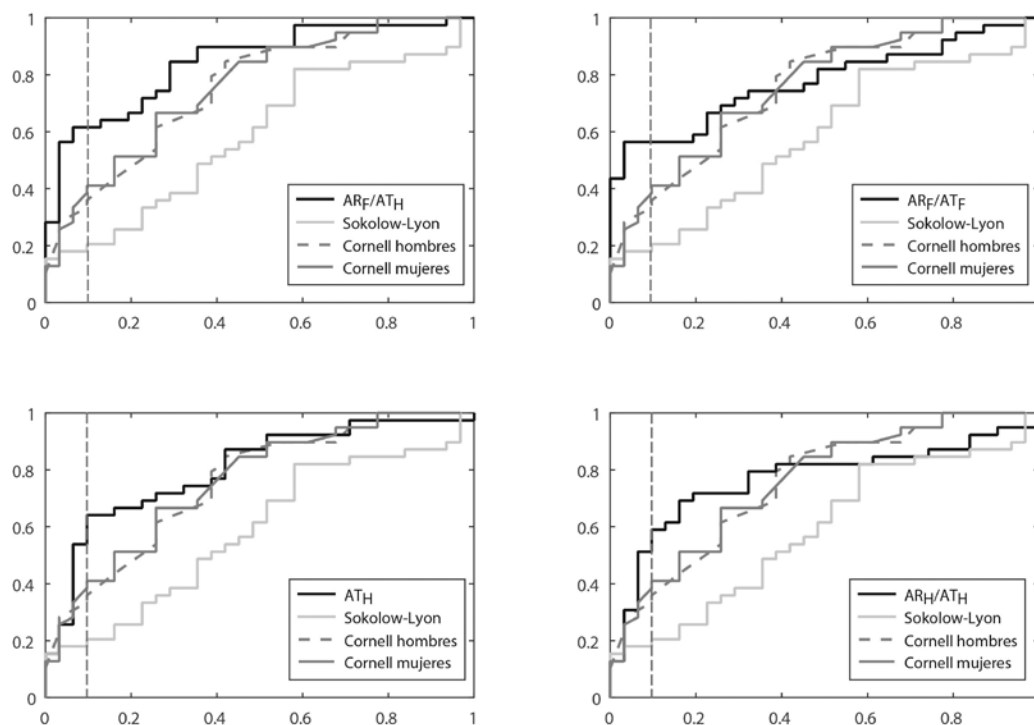 1
0.8
0.6
0.4
0.2
0
0 0.2 0.4 0.6 0.8 1
ARF/ATH
Sokolow-Lyon
Cornell hombres
Cornell mujeres
1
0.8
0.6
0.4
0.2
0
0 0.2 0.4 0.6 0.8
ARF/ATF
Sokolow-Lyon
Cornell hombres
Cornell mujeres
1
0.8
0.6
0.4
0.2
0
0 0.2 0.4 0.6 0.8 1
ATH
Sokolow-Lyon
Cornell hombres
Cornell mujeres
1
0.8
0.6
0.4
0.2
0
0 0.2 0.4 0.6 0.8
ARH/ATH
Sokolow-Lyon
Cornell hombres
Cornell mujeres